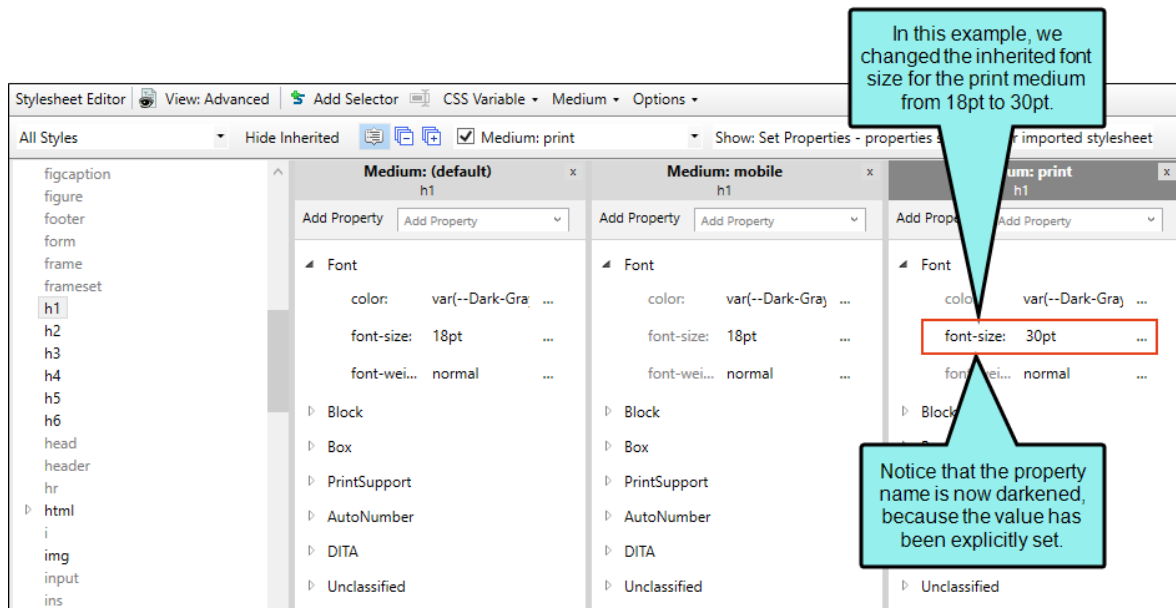 In this example, we
changed the inherited font
size for the print medium
from 18pt to 30pt.
Stylesheet Editor View: Advanced Add Selector CSS Variable Medium Options
All Styles Hide Inherited Medium: print Show: Set Properties - properties s r imported stylesheet
figcaption
figure
footer
form
frame
frameset
h1
h2
h3
h4
h5
h6
head
header
hr
html
i
img
input
ins
Medium: (default) x
h1
Add Property Add Property
Font
color: var(--Dark-Gray ...
font-size: 18pt ...
font-wei... normal ...
Block
Box
PrintSupport
AutoNumber
DITA
Unclassified
Medium: mobile x
h1
Add Property Add Property
Font
color: var(--Dark-Gray ...
font-size: 18pt ...
font-wei... normal ...
Block
Box
PrintSupport
AutoNumber
DITA
Unclassified
um: print x
h1
Add Prope Add Property
Font
colo var(--Dark-Gray ...
font-size: 30pt ...
font-wei... normal ...
Block
Notice that the property
name is now darkened,
because the value has
been explicitly set.
Unclassified